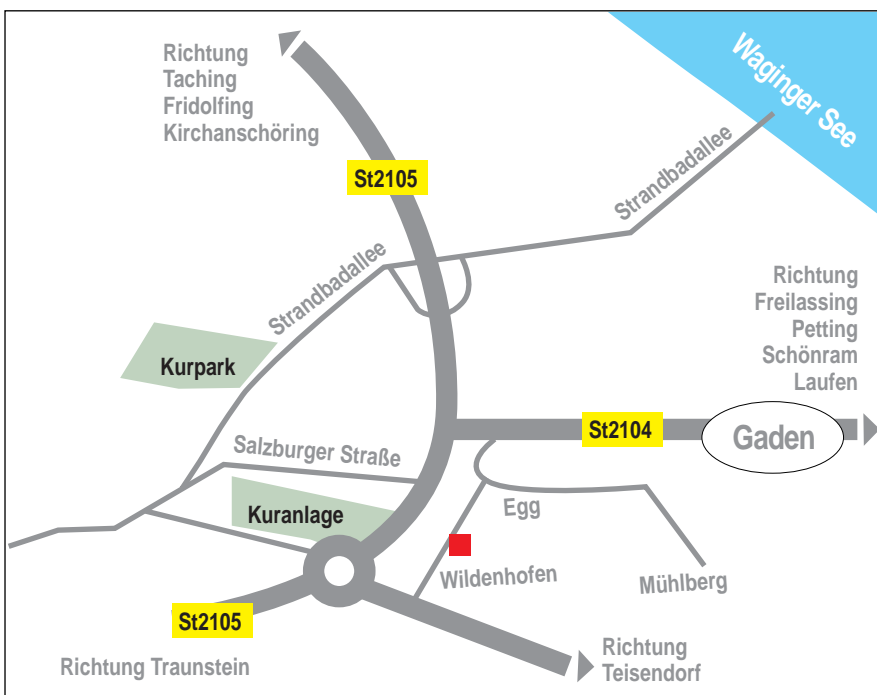 Richtung
Taching
Fridolfing
Kirchanschöring
Waginger See
St2105
Strandbadallee
Strandbadallee
Richtung
Freilassing
Petting
Schönram
Laufen
Kurpark
St2104
Gaden
Salzburger Straße
Kuranlage
Egg
Wildenhofen
Mühlberg
St2105
Richtung Traunstein
Richtung
Teisendorf